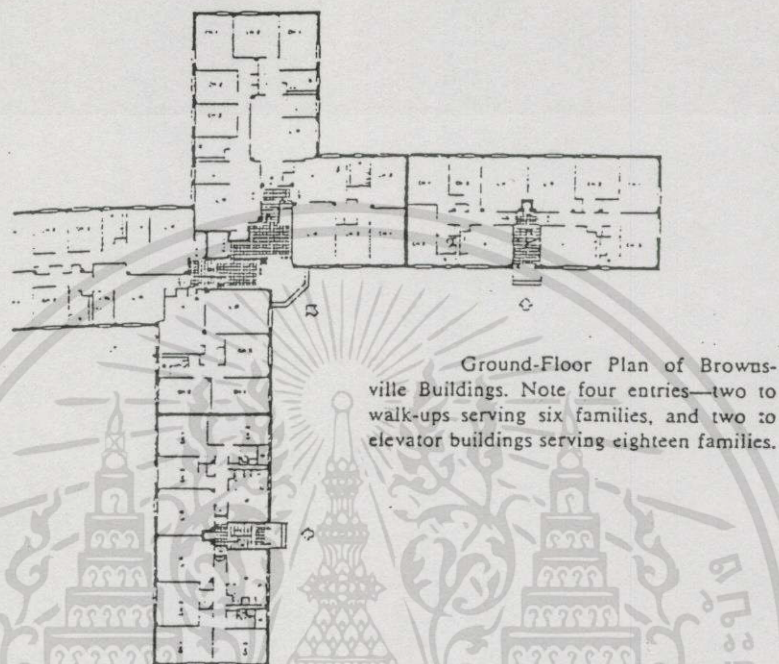 Ground-Floor Plan of Browns-
ville Buildings. Note four entries—two to
walk-ups serving six families, and two to
elevator buildings serving eighteen families.